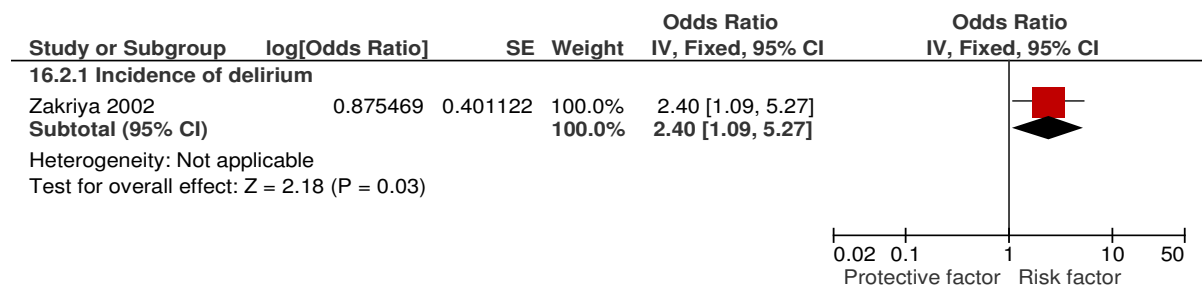 Odds Ratio Odds Ratio
Study or Subgroup log[Odds Ratio] SE Weight IV, Fixed, 95% CI IV, Fixed, 95% CI
16.2.1 Incidence of delirium
Zakriya 2002 0.875469 0.401122 100.0% 2.40 [1.09, 5.27]
Subtotal (95% CI) 100.0% 2.40 [1.09, 5.27]
Heterogeneity: Not applicable
Test for overall effect: Z = 2.18 (P = 0.03)
0.02 0.1 1 10 50
Protective factor Risk factor